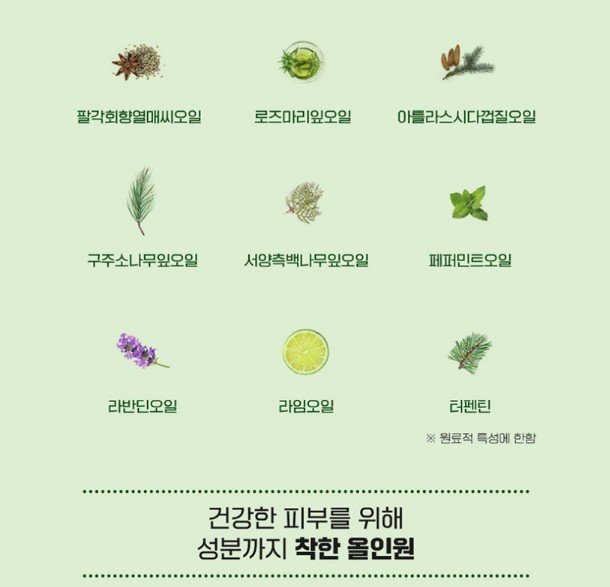 팔각회향열매씨오일 로즈마리잎오일 아틀라스시다껍질오일
구주소나무잎오일 서양측백나무잎오일 페퍼민트오일
라반딘오일 라임오일 터펜틴
※ 원료적 특성에 한함
건강한 피부를 위해
성분까지 착한 올인원